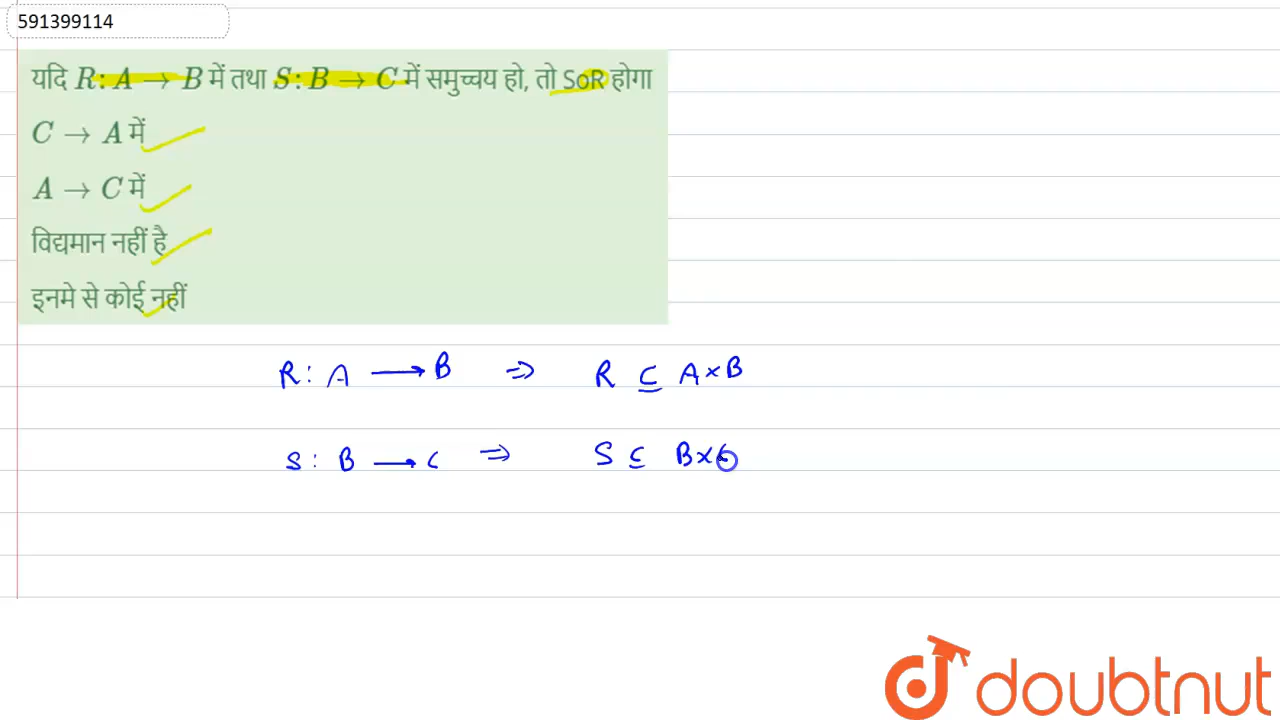 591399114
यदि R: A → B में तथा S: B → C में समुच्चय हो, तो SoR होगा
C → A में
A → C में
विद्यमान नहीं है
इनमे से कोई नहीं
R: A → B ⇒ R ⊆ A×B
S: B → C ⇒ S ⊆ B×C
doubtnut